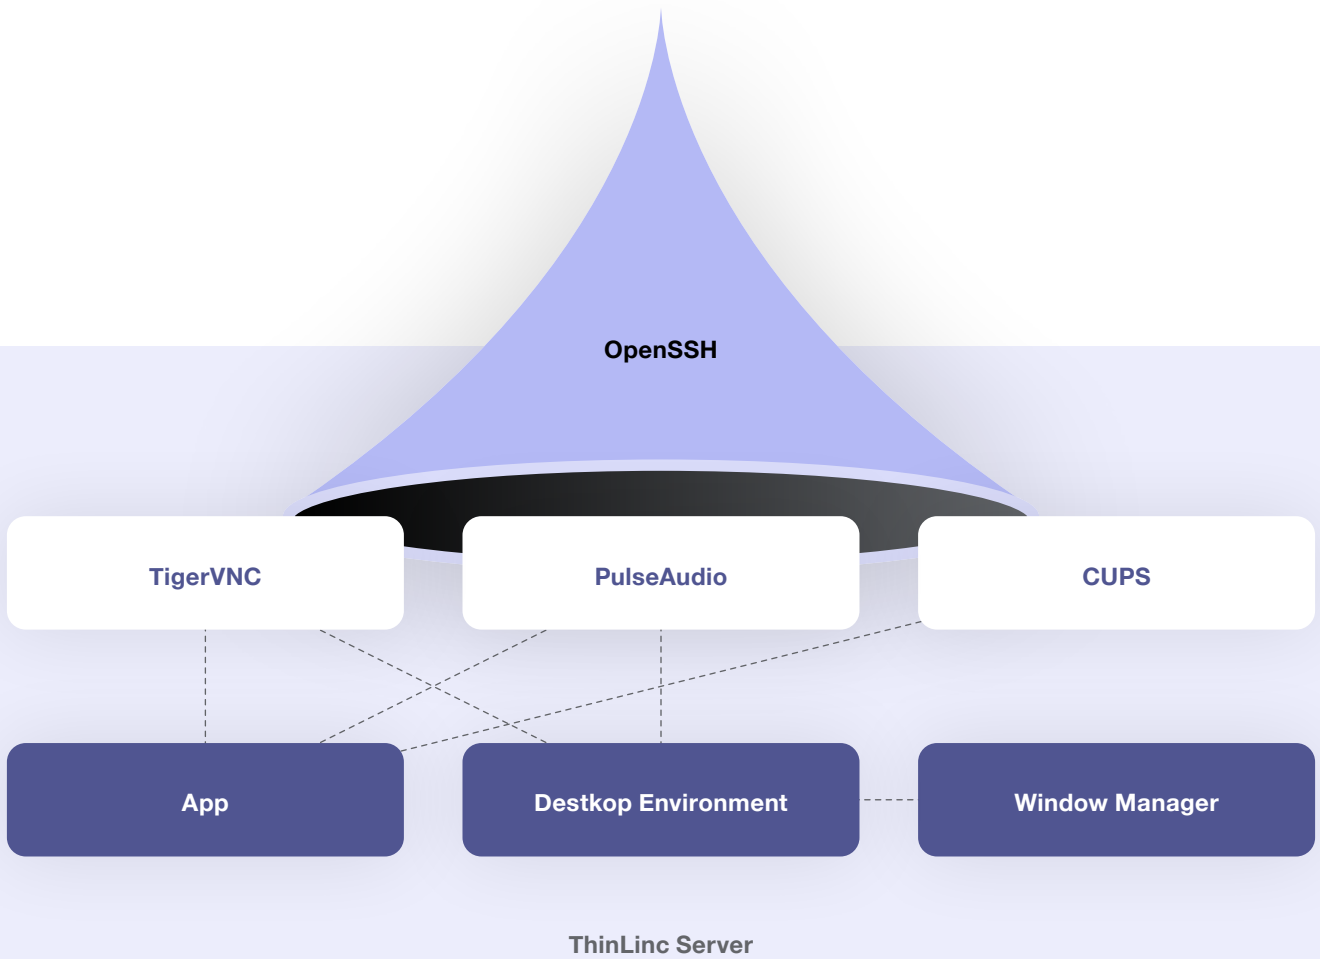 OpenSSH
TigerVNC
PulseAudio
CUPS
App
Destkop Environment
Window Manager
ThinLinc Server